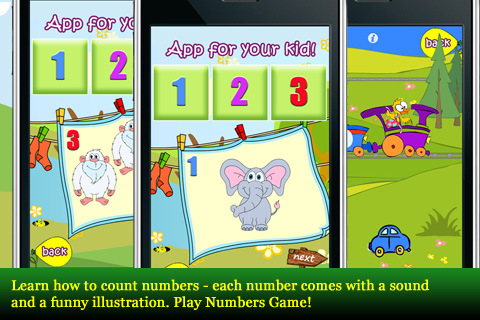 App for you
1 2
3
back
App for your kid!
1 2 3
1
next
i
back
Learn how to count numbers - each number comes with a sound
and a funny illustration. Play Numbers Game!